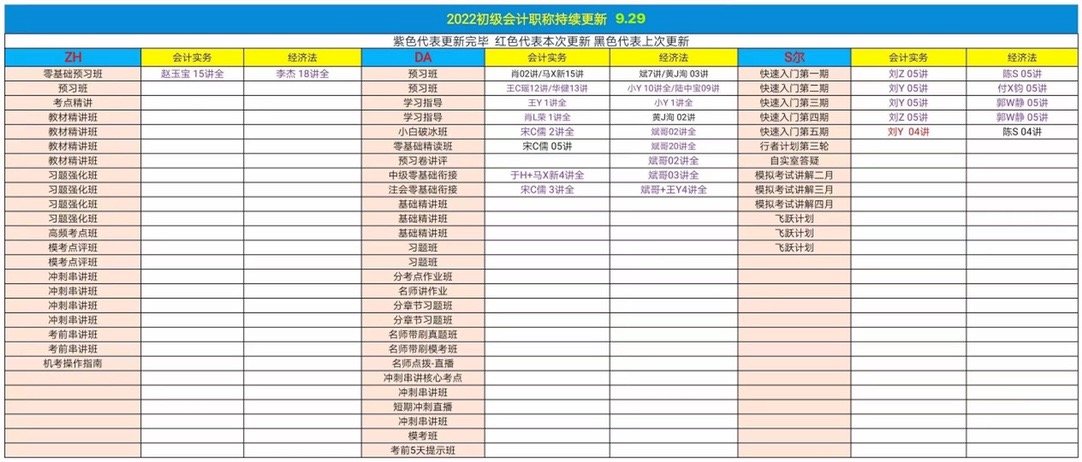 2022初级会计职称持续更新 9.29
紫色代表更新完毕 红色代表本次更新 黑色代表上次更新
ZH 会计实务 经济法 DA 会计实务 经济法 S尔 会计实务 经济法
零基础预习班 赵玉宝 15讲全 李杰 18讲全 预习班 肖02讲/马X新15讲 斌7讲/黄J洵 03讲 快速入门第一期 刘Z 05讲 陈S 05讲
预习班 预习班 王C瑶12讲/华健13讲 小Y 10讲全/陆中宝09讲 快速入门第二期 刘Y 05讲 付X钧 05讲
考点精讲 学习指导 王Y 1讲全 小Y 1讲全 快速入门第三期 刘Y 05讲 郭W静 05讲
教材精讲班 学习指导 肖L荣 1讲全 黄J洵 02讲 快速入门第四期 刘Z 05讲 郭W静 05讲
教材精讲班 小白破冰班 宋C儒 2讲全 斌哥02讲全 快速入门第五期 刘Y 04讲 陈S 04讲
教材精讲班 零基础精读班 宋C儒 05讲 斌哥20讲全 行者计划第三轮
教材精讲班 预习卷讲评 斌哥02讲全 自实室答疑
习题强化班 中级零基础衔接 于H+马X新4讲全 斌哥03讲全 模拟考试讲解二月
习题强化班 注会零基础衔接 宋C儒 3讲全 斌哥+王Y4讲全 模拟考试讲解三月
习题强化班 基础精讲班 模拟考试讲解四月
习题强化班 基础精讲班 飞跃计划
高频考点班 基础精讲班 飞跃计划
模考点评班 习题班 飞跃计划
模考点评班 习题班
冲刺串讲班 分考点作业班
冲刺串讲班 名师讲作业
冲刺串讲班 分章节习题班
冲刺串讲班 分章节习题班
考前串讲班 名师带刷真题班
考前串讲班 名师带刷模考班
机考操作指南 名师点拨-直播
冲刺串讲核心考点
冲刺串讲班
短期冲刺直播
冲刺串讲班
模考班
考前5天提示班